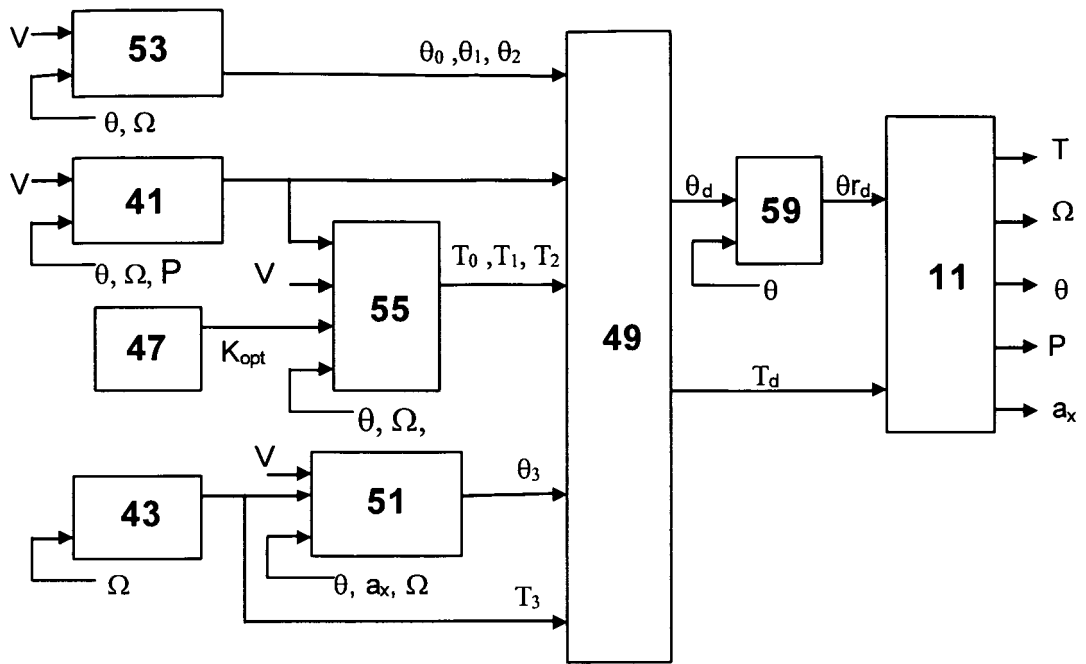 V
53
θ, Ω
θ₀ ,θ₁, θ₂
V
41
θ, Ω, P
V
55
T₀ ,T₁, T₂
47
Kopt
θ, Ω,
V
43
Ω
51
θ, aₓ, Ω
θ₃
T₃
49
θd
59
θrd
θ
Td
11
T
Ω
θ
P
aₓ